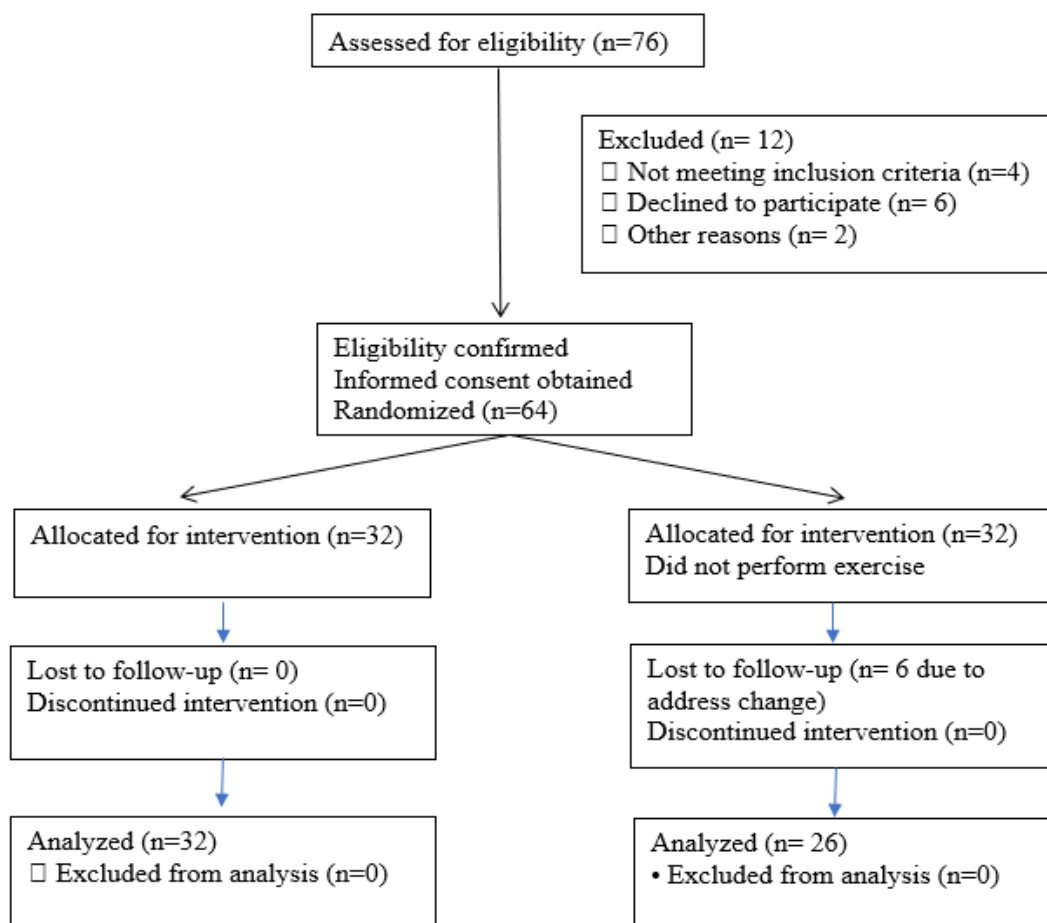 Assessed for eligibility (n=76)
Excluded (n= 12)
□ Not meeting inclusion criteria (n=4)
□ Declined to participate (n= 6)
□ Other reasons (n= 2)
Eligibility confirmed
Informed consent obtained
Randomized (n=64)
Allocated for intervention (n=32)
Allocated for intervention (n=32)
Did not perform exercise
Lost to follow-up (n= 0)
Discontinued intervention (n=0)
Lost to follow-up (n= 6 due to
address change)
Discontinued intervention (n=0)
Analyzed (n=32)
□ Excluded from analysis (n=0)
Analyzed (n= 26)
• Excluded from analysis (n=0)